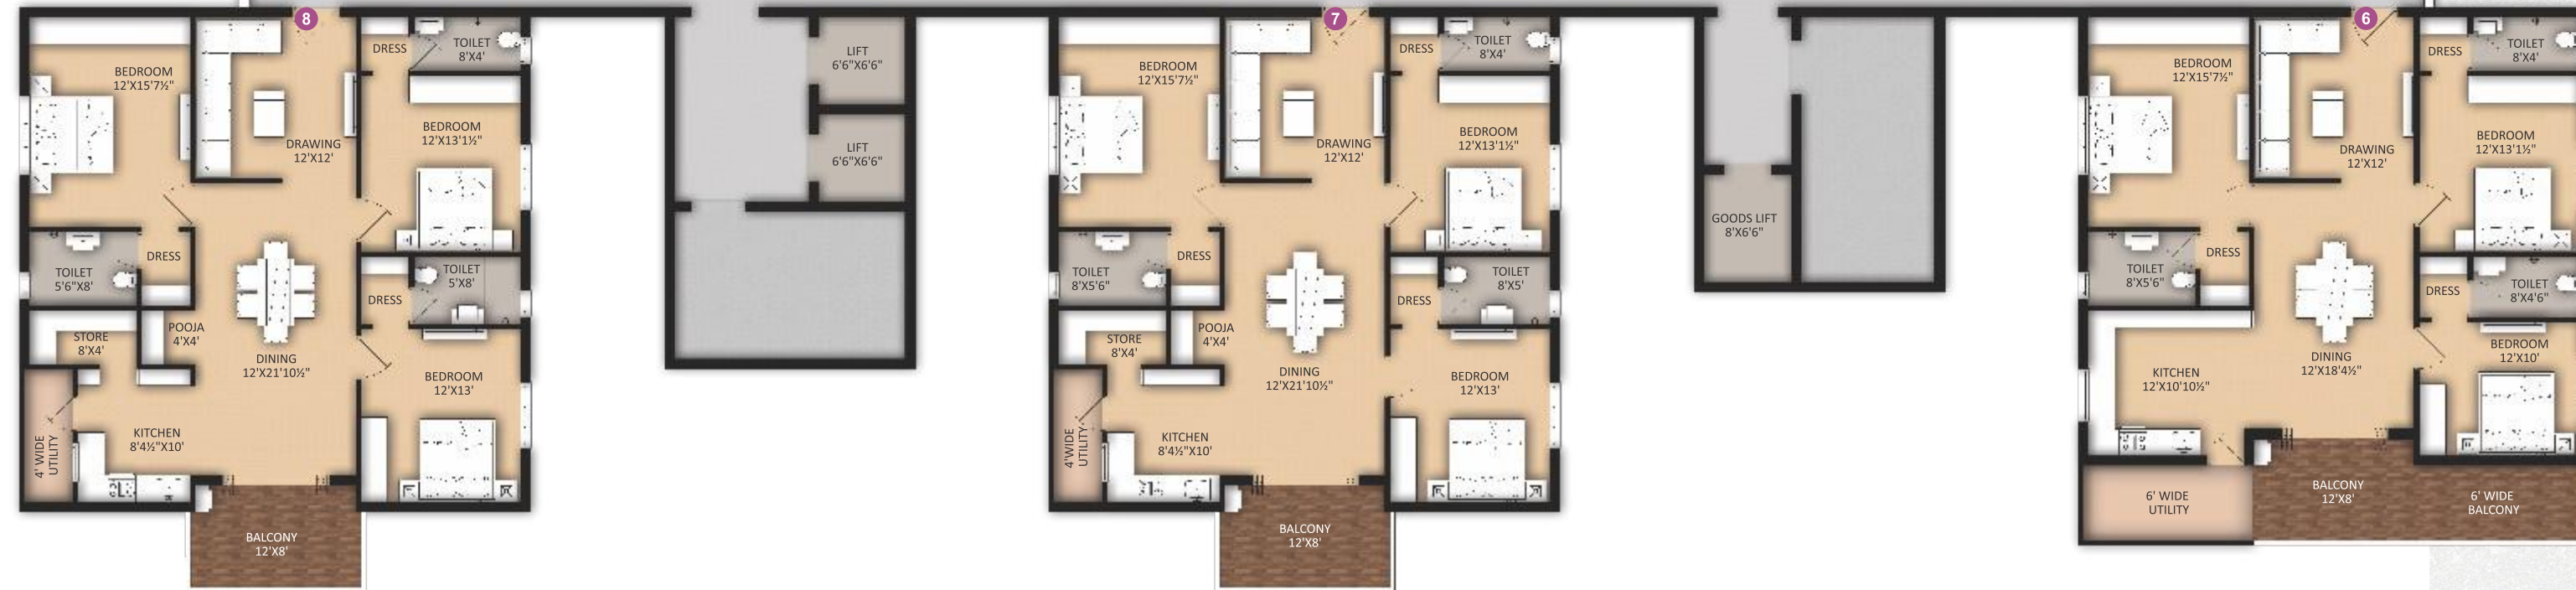 8
BEDROOM
12'X15'7½"
DRAWING
12'X12'
DRESS
TOILET
8'X4'
BEDROOM
12'X13'1½"
TOILET
5'6"X8'
DRESS
STORE
8'X4'
POOJA
4'X4'
DINING
12'X21'10½"
DRESS
TOILET
5'X8'
BEDROOM
12'X13'
4' WIDE
UTILITY
KITCHEN
8'4½"X10'
BALCONY
12'X8'
LIFT
6'6"X6'6"
LIFT
6'6"X6'6"
7
BEDROOM
12'X15'7½"
DRAWING
12'X12'
DRESS
TOILET
8'X4'
BEDROOM
12'X13'1½"
TOILET
8'X5'6"
DRESS
STORE
8'X4'
POOJA
4'X4'
DINING
12'X21'10½"
DRESS
TOILET
8'X5'
BEDROOM
12'X13'
4'WIDE
UTILITY
KITCHEN
8'4½"X10'
BALCONY
12'X8'
GOODS LIFT
8'X6'6"
6
BEDROOM
12'X15'7½"
DRAWING
12'X12'
DRESS
TOILET
8'X4'
BEDROOM
12'X13'1½"
TOILET
8'X5'6"
DRESS
DRESS
TOILET
8'X4'6"
KITCHEN
12'X10'10½"
DINING
12'X18'4½"
BEDROOM
12'X10'
6' WIDE
UTILITY
BALCONY
12'X8'
6' WIDE
BALCONY